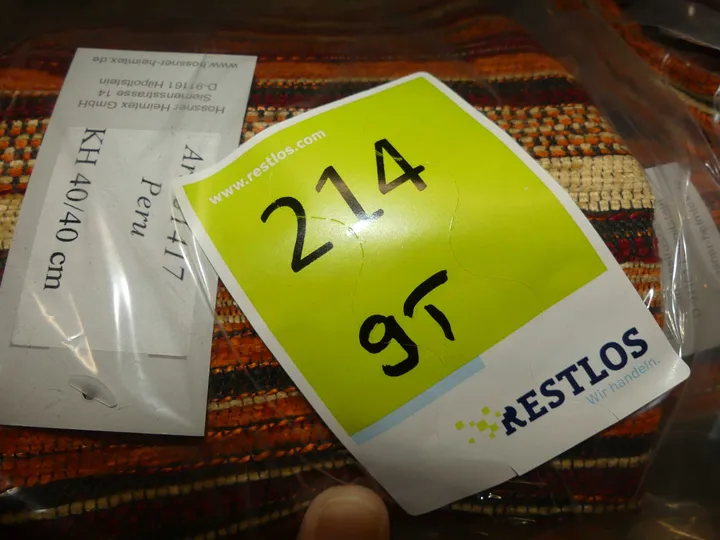 www.hossner-heimtex.de
D-91161 Hilpoltstein
Siemensstrasse 14
Hossner Heimtex GmbH
Peru
KH 40/40 cm
www.restlos.com
214
gT
RESTLOS
Wir handeln.